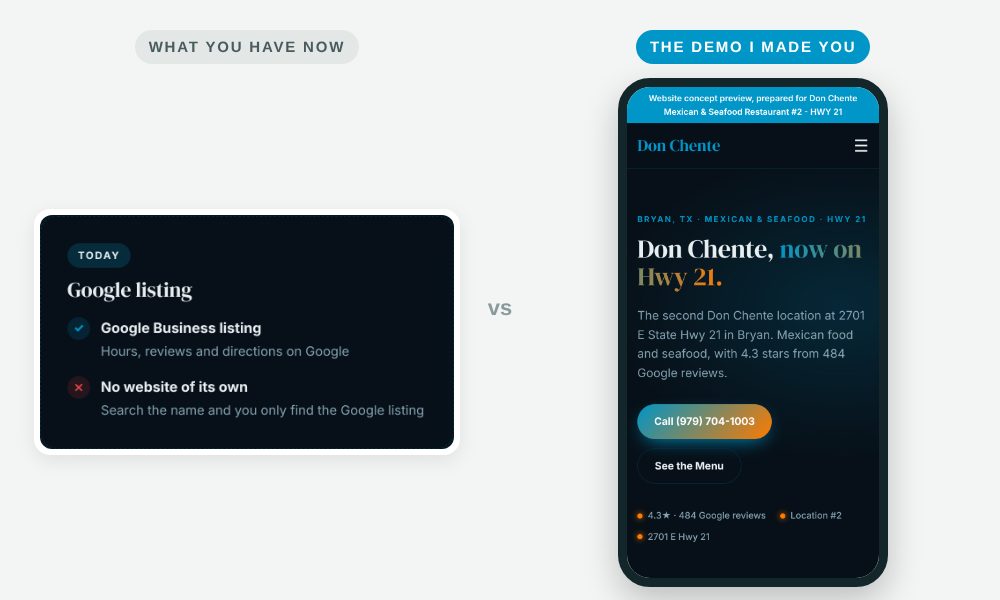 WHAT YOU HAVE NOW
TODAY
Google listing
Google Business listing
Hours, reviews and directions on Google
No website of its own
Search the name and you only find the Google listing
vs
THE DEMO I MADE YOU
Website concept preview, prepared for Don Chente
Mexican & Seafood Restaurant #2 - HWY 21
Don Chente
BRYAN, TX · MEXICAN & SEAFOOD · HWY 21
Don Chente, now on
Hwy 21.
The second Don Chente location at 2701
E State Hwy 21 in Bryan. Mexican food
and seafood, with 4.3 stars from 484
Google reviews.
Call (979) 704-1003
See the Menu
4.3★ · 484 Google reviews
Location #2
2701 E Hwy 21